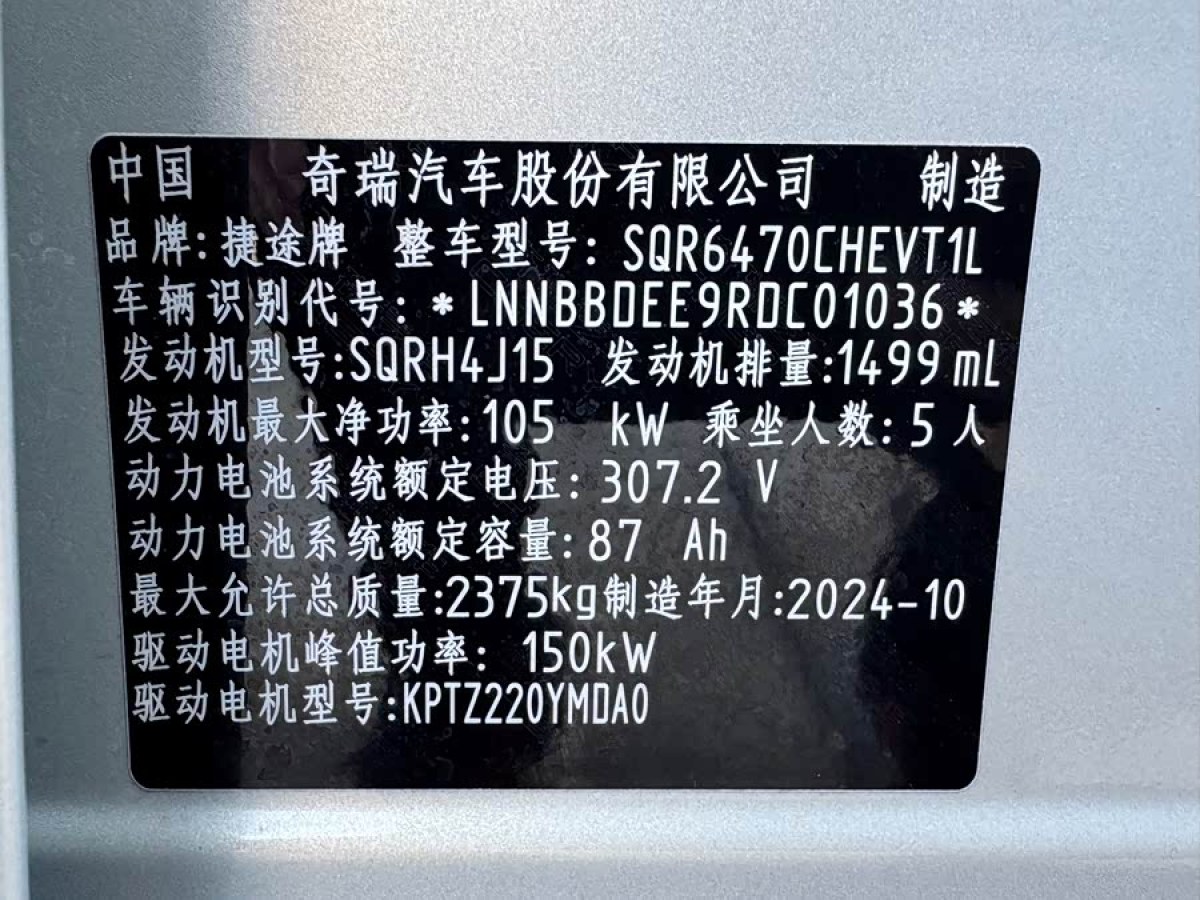 中国 奇瑞汽车股份有限公司 制造
品牌:捷途牌 整车型号:SQR6470CHEVT1L
车辆识别代号:*LNNBBDEE9RDC01036*
发动机型号:SQRH4J15 发动机排量:1499mL
发动机最大净功率:105 kW 乘坐人数:5人
动力电池系统额定电压:307.2 V
动力电池系统额定容量:87 Ah
最大允许总质量:2375kg制造年月:2024-10
驱动电机峰值功率: 150kW
驱动电机型号:KPTZ220YMDA0